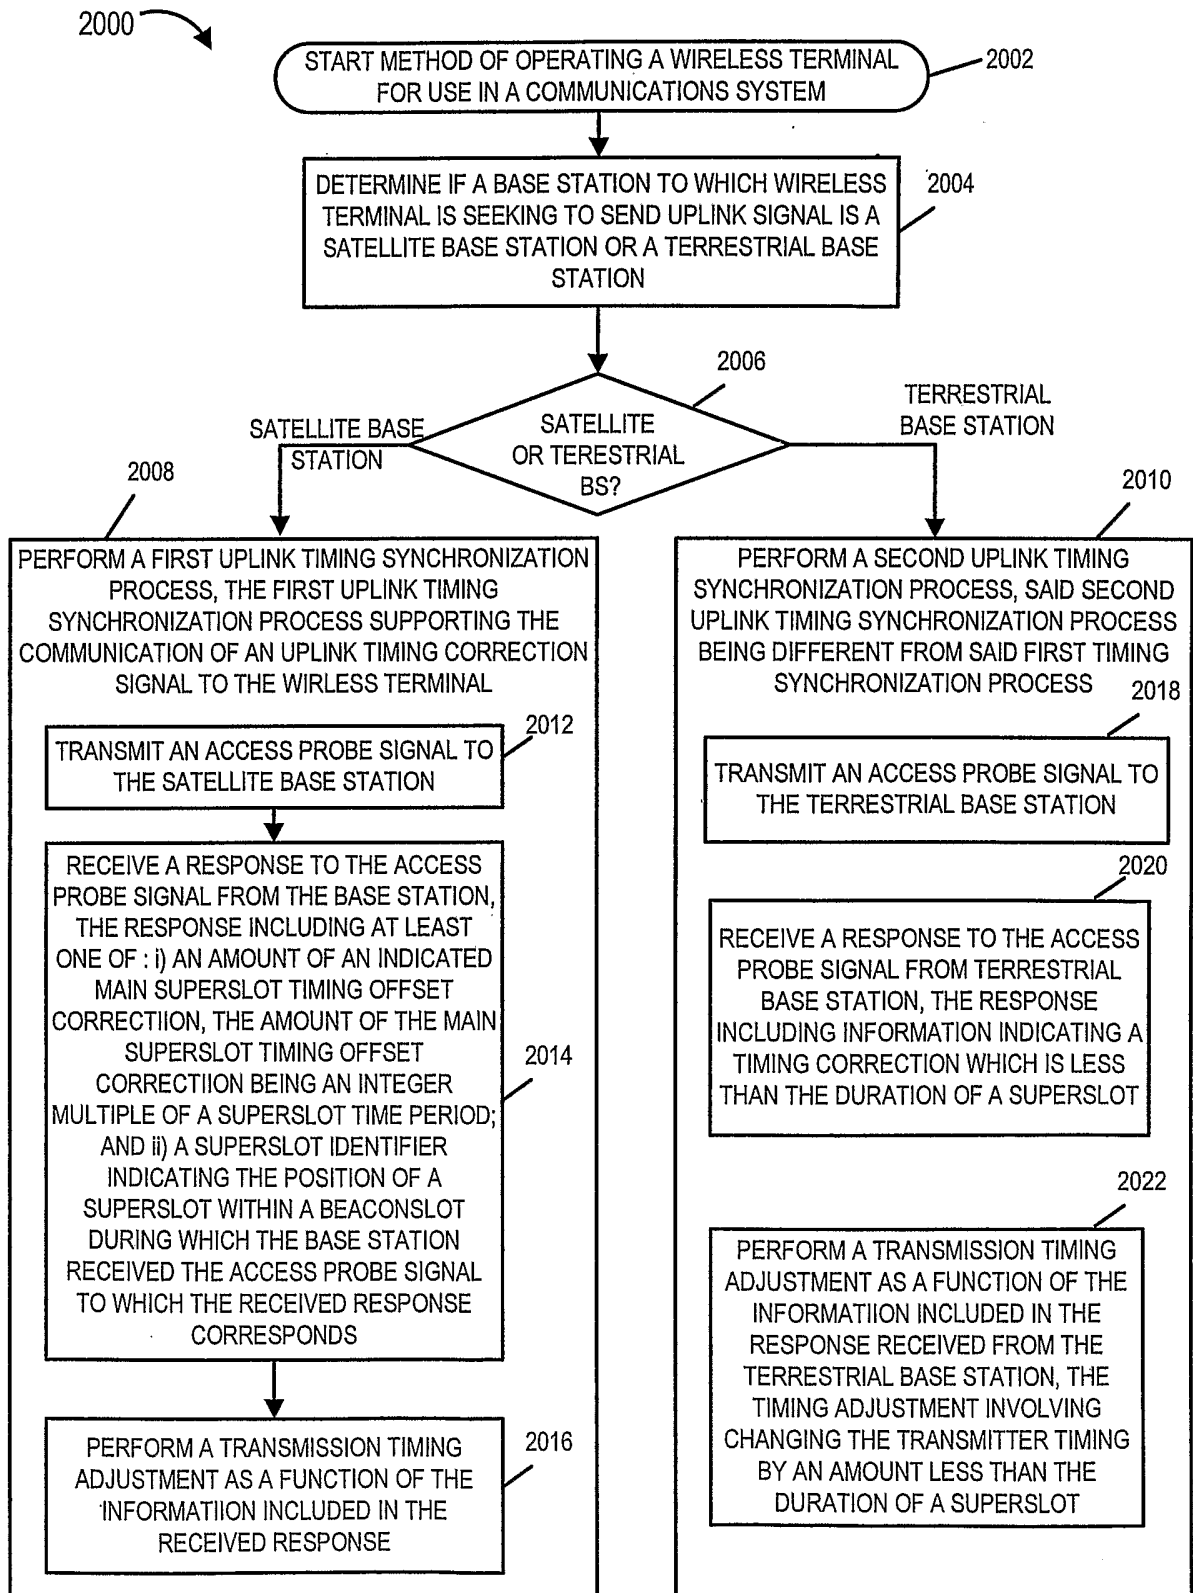 2000
START METHOD OF OPERATING A WIRELESS TERMINAL
FOR USE IN A COMMUNICATIONS SYSTEM
2002
DETERMINE IF A BASE STATION TO WHICH WIRELESS
TERMINAL IS SEEKING TO SEND UPLINK SIGNAL IS A
SATELLITE BASE STATION OR A TERRESTRIAL BASE
STATION
2004
2006
SATELLITE
OR TERESTRIAL
BS?
SATELLITE BASE
STATION
TERRESTRIAL
BASE STATION
2008
PERFORM A FIRST UPLINK TIMING SYNCHRONIZATION
PROCESS, THE FIRST UPLINK TIMING
SYNCHRONIZATION PROCESS SUPPORTING THE
COMMUNICATION OF AN UPLINK TIMING CORRECTION
SIGNAL TO THE WIRLESS TERMINAL
2012
TRANSMIT AN ACCESS PROBE SIGNAL TO
THE SATELLITE BASE STATION
RECEIVE A RESPONSE TO THE ACCESS
PROBE SIGNAL FROM THE BASE STATION,
THE RESPONSE INCLUDING AT LEAST
ONE OF : i) AN AMOUNT OF AN INDICATED
MAIN SUPERSLOT TIMING OFFSET
CORRECTIION, THE AMOUNT OF THE MAIN
SUPERSLOT TIMING OFFSET
CORRECTIION BEING AN INTEGER
MULTIPLE OF A SUPERSLOT TIME PERIOD;
AND ii) A SUPERSLOT IDENTIFIER
INDICATING THE POSITION OF A
SUPERSLOT WITHIN A BEACONSLOT
DURING WHICH THE BASE STATION
RECEIVED THE ACCESS PROBE SIGNAL
TO WHICH THE RECEIVED RESPONSE
CORRESPONDS
2014
PERFORM A TRANSMISSION TIMING
ADJUSTMENT AS A FUNCTION OF THE
INFORMATIION INCLUDED IN THE
RECEIVED RESPONSE
2016
2010
PERFORM A SECOND UPLINK TIMING
SYNCHRONIZATION PROCESS, SAID SECOND
UPLINK TIMING SYNCHRONIZATION PROCESS
BEING DIFFERENT FROM SAID FIRST TIMING
SYNCHRONIZATION PROCESS
2018
TRANSMIT AN ACCESS PROBE SIGNAL TO
THE TERRESTRIAL BASE STATION
2020
RECEIVE A RESPONSE TO THE ACCESS
PROBE SIGNAL FROM TERRESTRIAL
BASE STATION, THE RESPONSE
INCLUDING INFORMATION INDICATING A
TIMING CORRECTION WHICH IS LESS
THAN THE DURATION OF A SUPERSLOT
2022
PERFORM A TRANSMISSION TIMING
ADJUSTMENT AS A FUNCTION OF THE
INFORMATIION INCLUDED IN THE
RESPONSE RECEIVED FROM THE
TERRESTRIAL BASE STATION, THE
TIMING ADJUSTMENT INVOLVING
CHANGING THE TRANSMITTER TIMING
BY AN AMOUNT LESS THAN THE
DURATION OF A SUPERSLOT